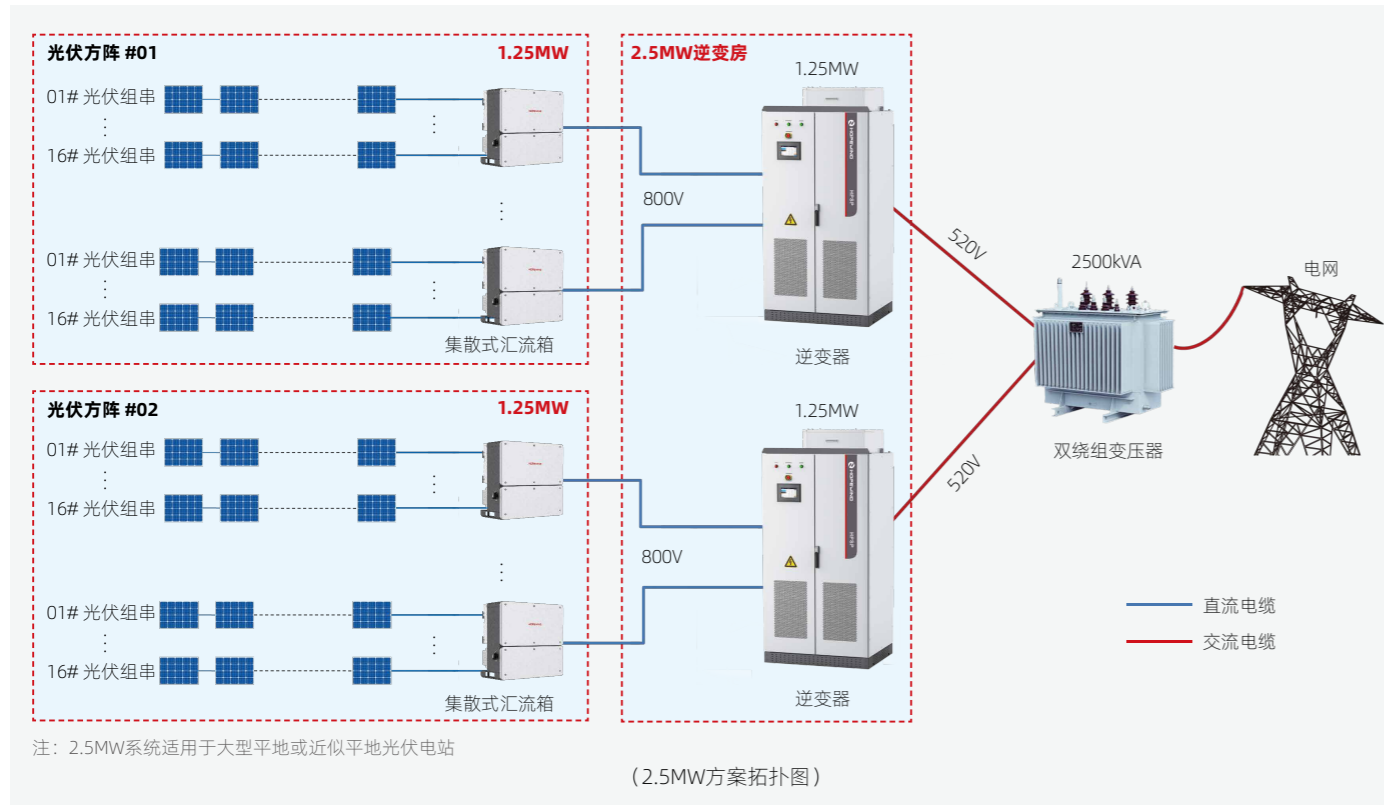 光伏方阵 #01
1.25MW
01# 光伏组串
16# 光伏组串
01# 光伏组串
16# 光伏组串
集散式汇流箱
光伏方阵 #02
1.25MW
01# 光伏组串
16# 光伏组串
01# 光伏组串
16# 光伏组串
集散式汇流箱
2.5MW逆变房
1.25MW
800V
HOPEWIND
HPSP
逆变器
1.25MW
800V
HOPEWIND
HPSP
逆变器
520V
520V
2500kVA
双绕组变压器
电网
直流电缆
交流电缆
注：2.5MW系统适用于大型平地或近似平地光伏电站
（2.5MW方案拓扑图）